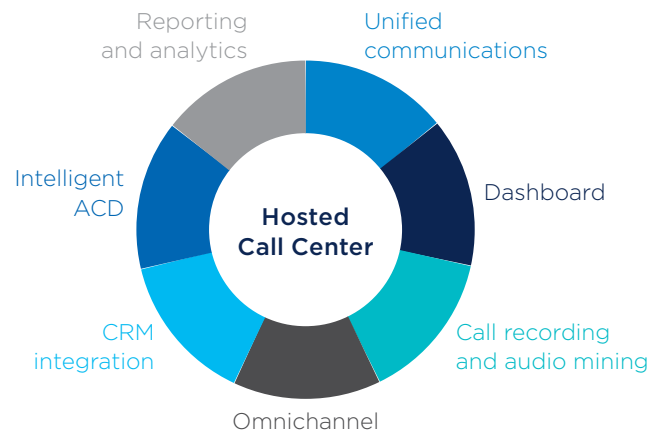 Reporting
and analytics
Unified
communications
Intelligent
ACD
Dashboard
Hosted
Call Center
CRM
integration
Call recording
and audio mining
Omnichannel